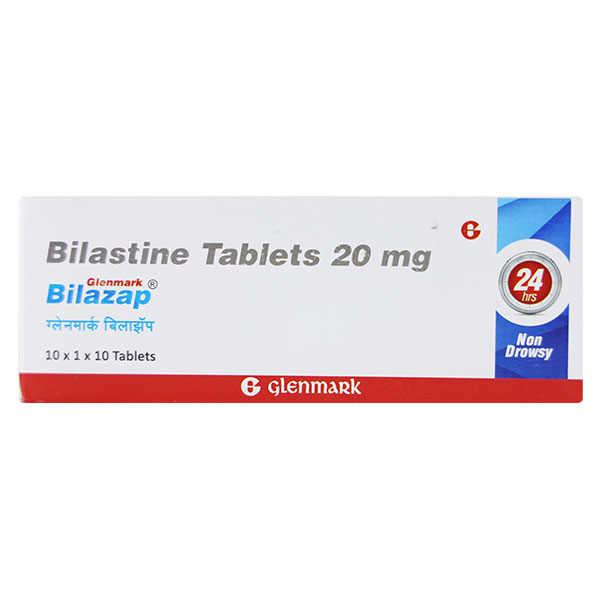 Bilastine Tablets 20 mg
Glenmark
Bilazap®
ग्लेनमार्क बिलाझॅप
10 x 1 x 10 Tablets
G
24
hrs
Non
Drowsy
G glenmark